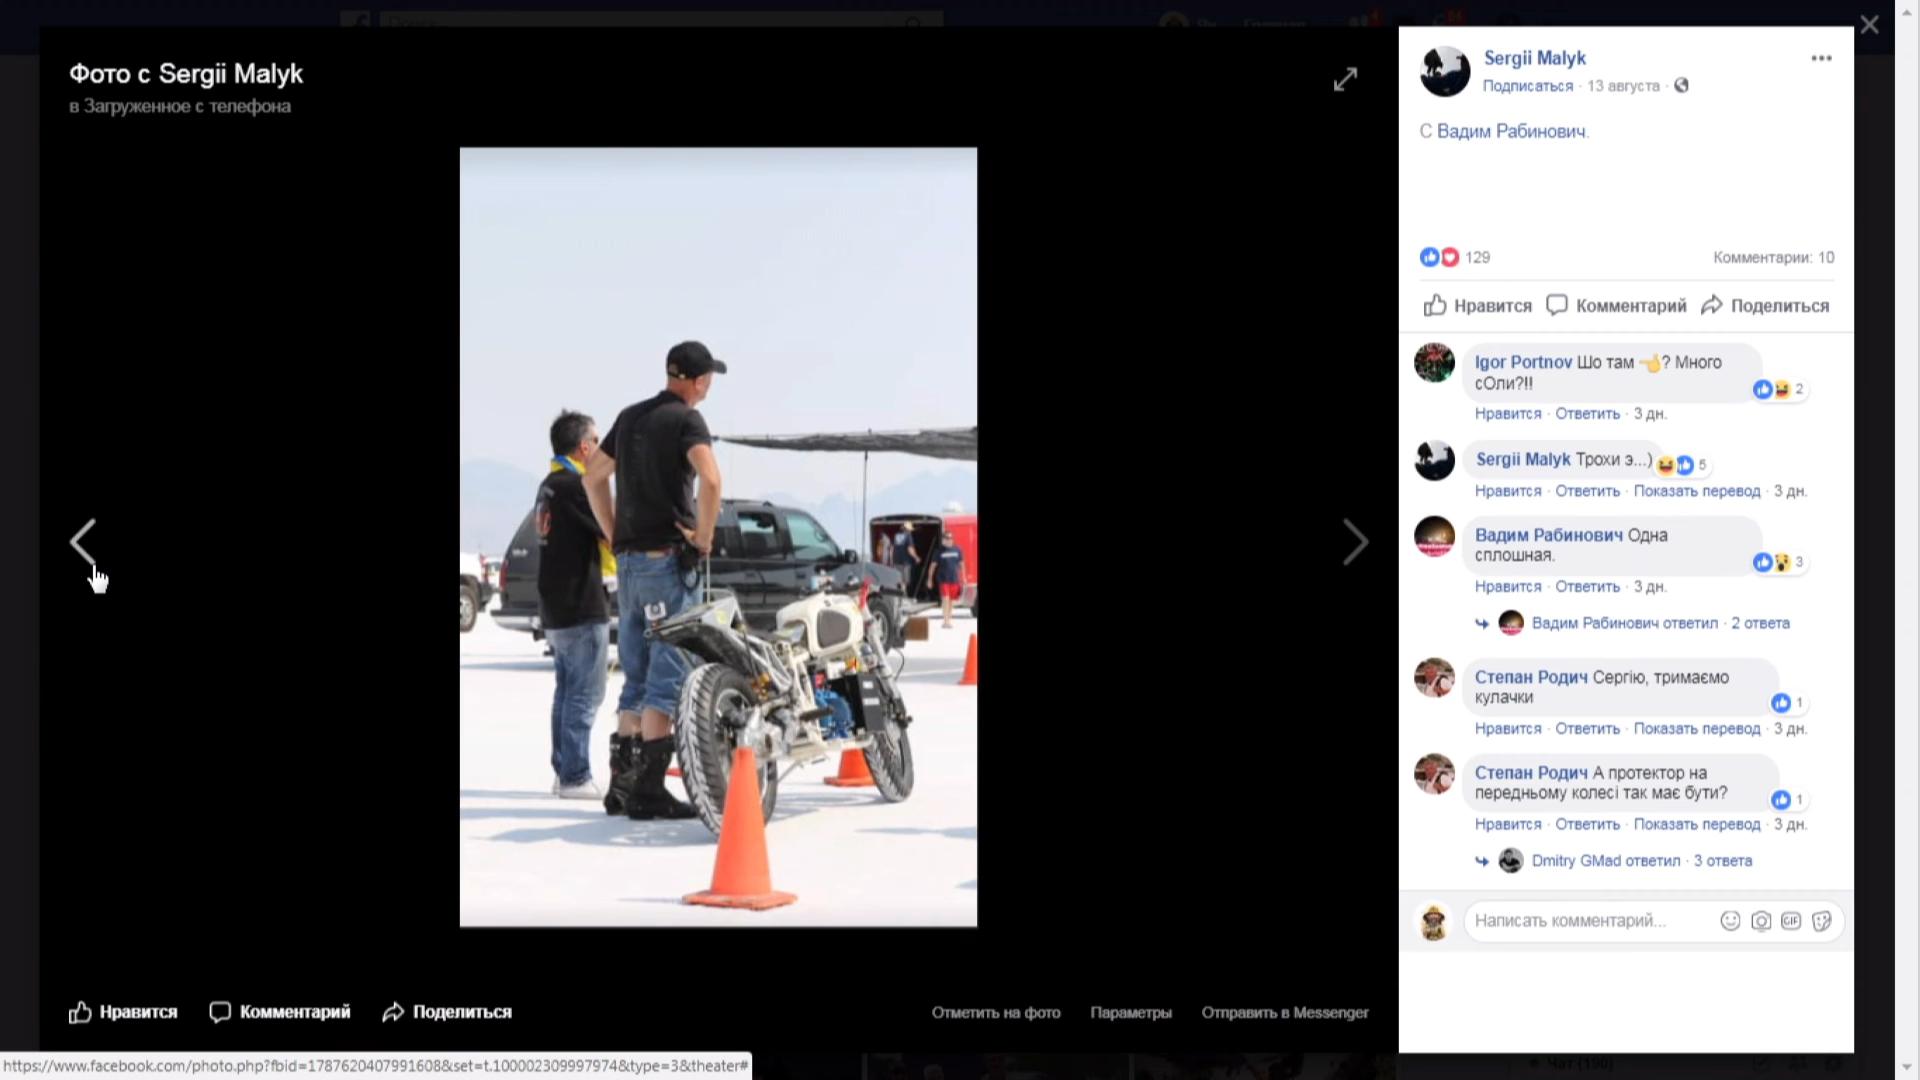 Фото с Sergii Malyk
в Загруженное с телефона
Sergii Malyk
Подписаться · 13 августа ·
С Вадим Рабинович.
129
Комментарии: 10
Нравится Комментарий Поделиться
Igor Portnov Шо там 👈? Много
сОли?!!
2
Нравится · Ответить · 3 дн.
Sergii Malyk Трохи э...)
5
Нравится · Ответить · Показать перевод · 3 дн.
Вадим Рабинович Одна
сплошная.
3
Нравится · Ответить · 3 дн.
Вадим Рабинович ответил · 2 ответа
Степан Родич Сергію, тримаємо
кулачки
1
Нравится · Ответить · Показать перевод · 3 дн.
Степан Родич А протектор на
передньому колесі так має бути?
1
Нравится · Ответить · Показать перевод · 3 дн.
Dmitry GMad ответил · 3 ответа
Написать комментарий...
GIF
Нравится Комментарий Поделиться
Отметить на фото Параметры Отправить в Messenger
https://www.facebook.com/photo.php?fbid=1787620407991608&set=t.100002309997974&type=3&theater#